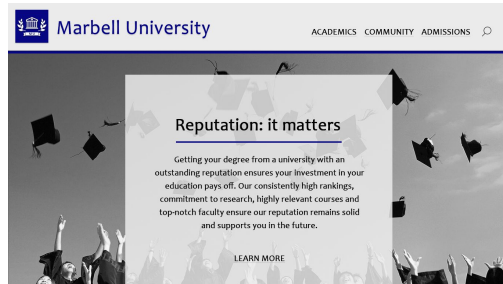 Marbell University
ACADEMICS COMMUNITY ADMISSIONS
Reputation: it matters
Getting your degree from a university with an
outstanding reputation ensures your investment in your
education pays off. Our consistently high rankings,
commitment to research, highly relevant courses and
top-notch faculty ensure our reputation remains solid
and supports you in the future.
LEARN MORE